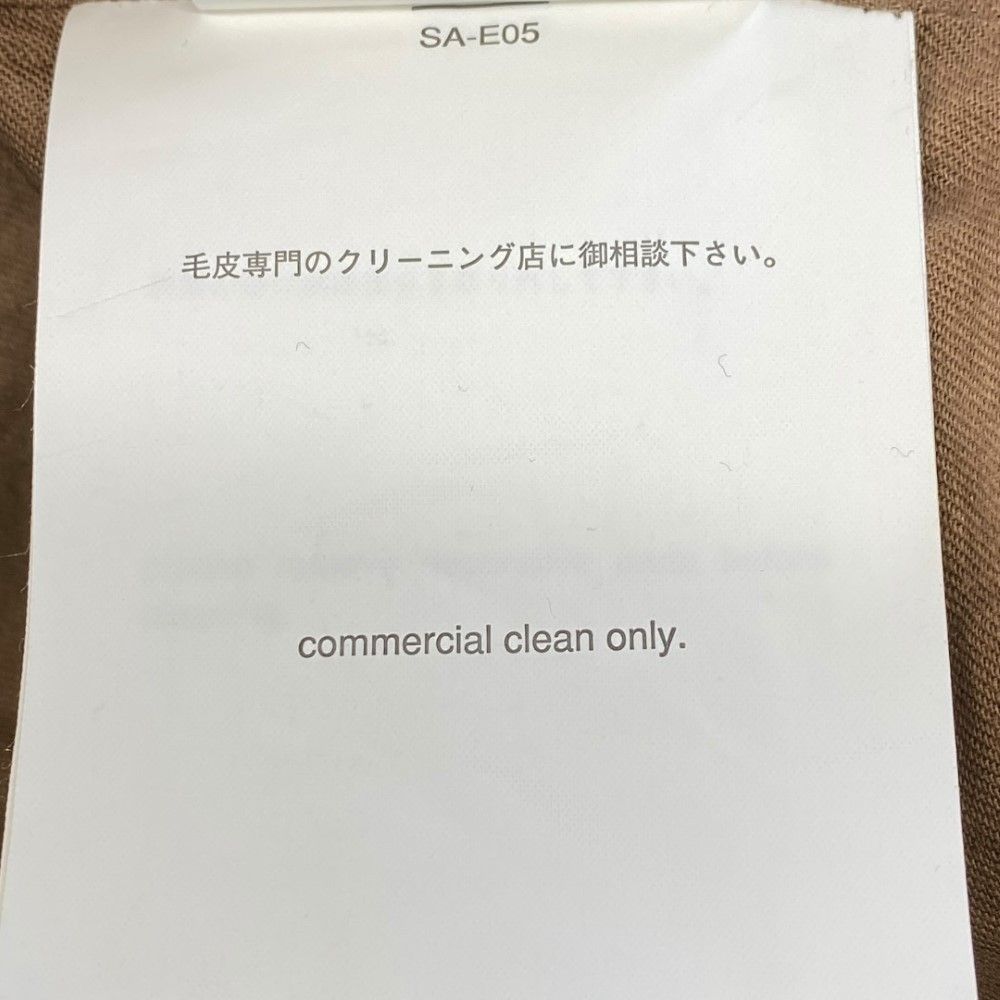 SA-E05
毛皮専門のクリーニング店に御相談下さい。
commercial clean only.